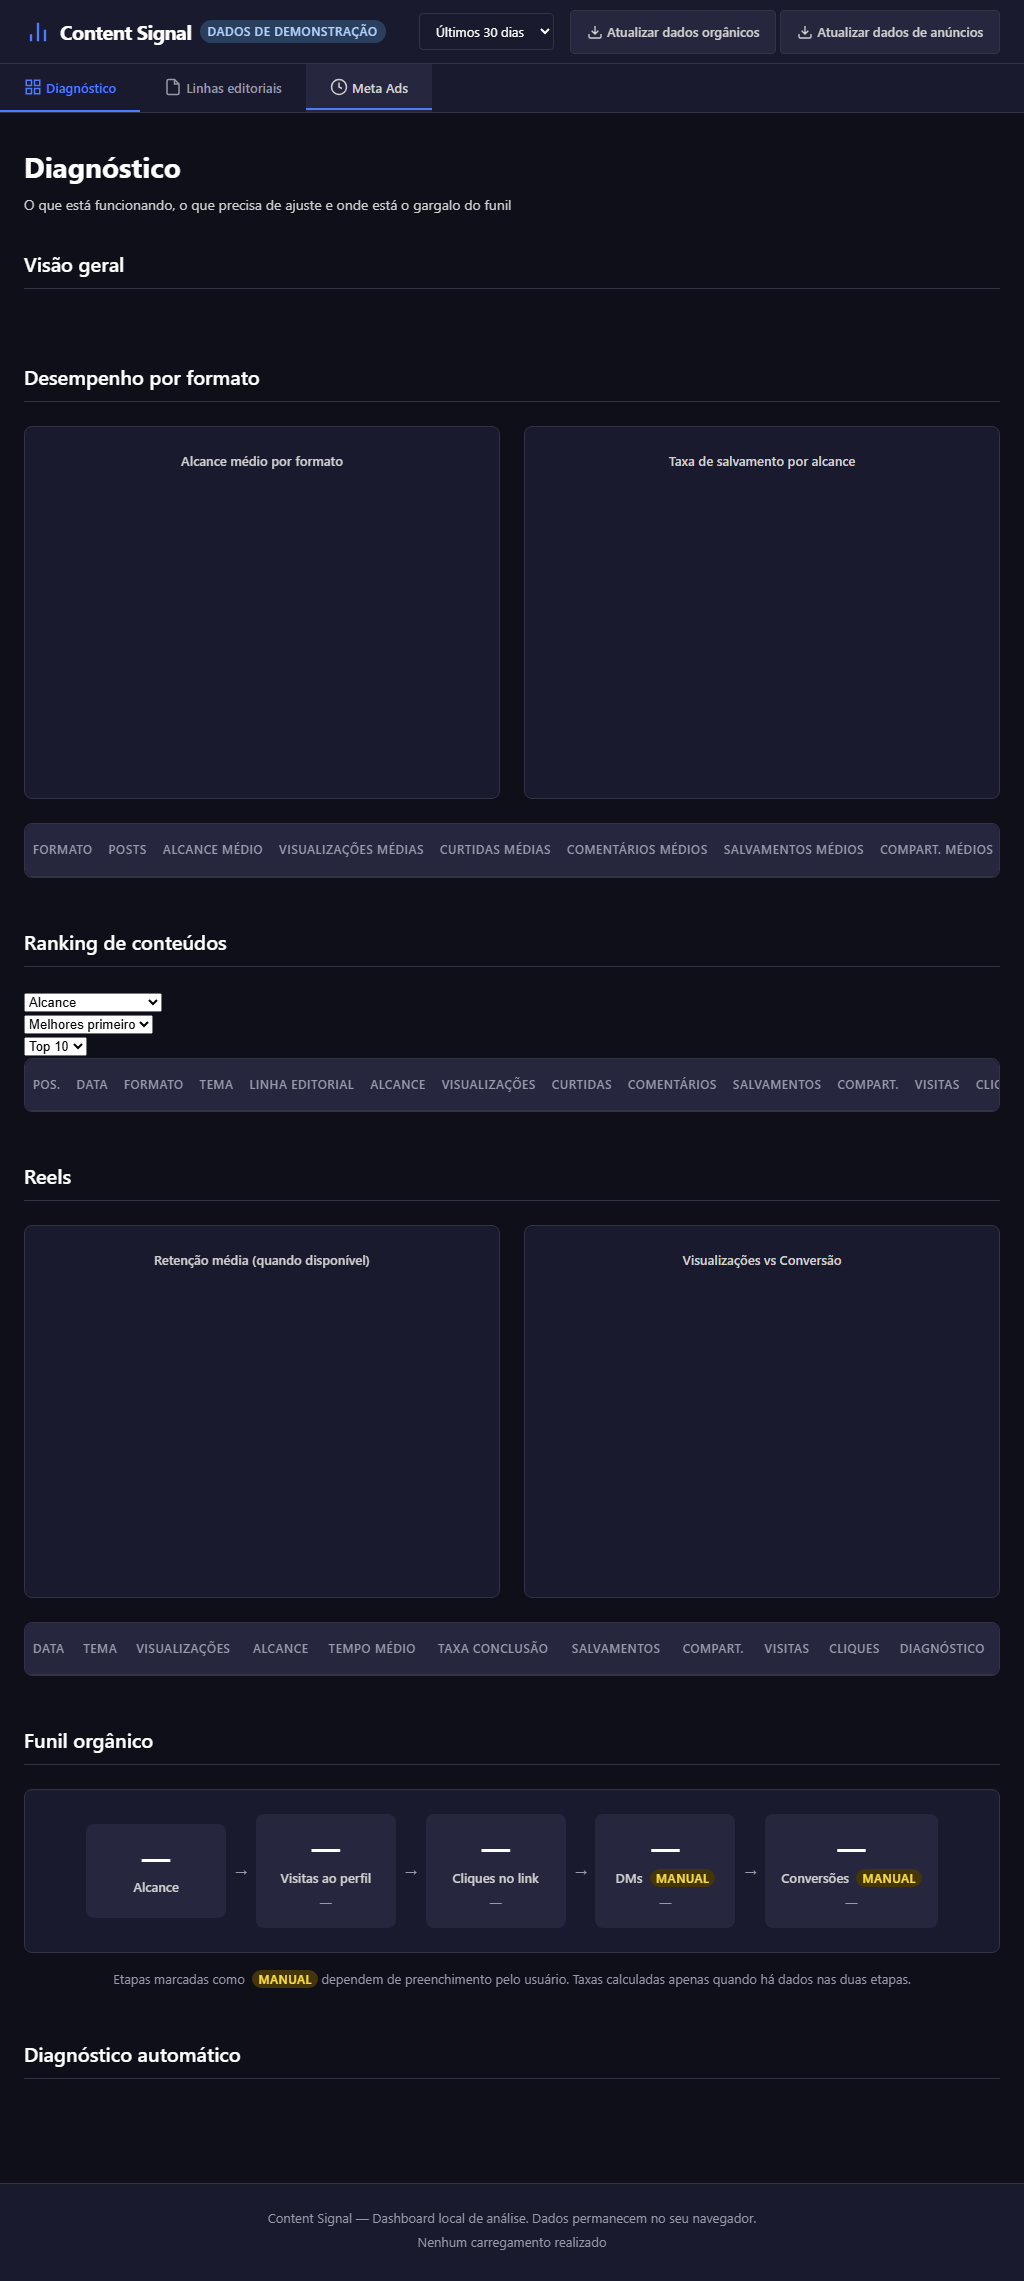 Content Signal DADOS DE DEMONSTRAÇÃO Últimos 30 dias Atualizar dados orgânicos Atualizar dados de anúncios
Diagnóstico Linhas editoriais Meta Ads
Diagnóstico
O que está funcionando, o que precisa de ajuste e onde está o gargalo do funil
Visão geral
Desempenho por formato
Alcance médio por formato Taxa de salvamento por alcance
FORMATO POSTS ALCANCE MÉDIO VISUALIZAÇÕES MÉDIAS CURTIDAS MÉDIAS COMENTÁRIOS MÉDIOS SALVAMENTOS MÉDIOS COMPART. MÉDIOS
Ranking de conteúdos
Alcance
Melhores primeiro
Top 10
POS. DATA FORMATO TEMA LINHA EDITORIAL ALCANCE VISUALIZAÇÕES CURTIDAS COMENTÁRIOS SALVAMENTOS COMPART. VISITAS
Reels
Retenção média (quando disponível) Visualizações vs Conversão
DATA TEMA VISUALIZAÇÕES ALCANCE TEMPO MÉDIO TAXA CONCLUSÃO SALVAMENTOS COMPART. VISITAS CLIQUES DIAGNÓSTICO
Funil orgânico
— — — — —
Alcance → Visitas ao perfil → Cliques no link → DMs MANUAL → Conversões MANUAL
— — — —
Etapas marcadas como MANUAL dependem de preenchimento pelo usuário. Taxas calculadas apenas quando há dados nas duas etapas.
Diagnóstico automático
Content Signal — Dashboard local de análise. Dados permanecem no seu navegador.
Nenhum carregamento realizado